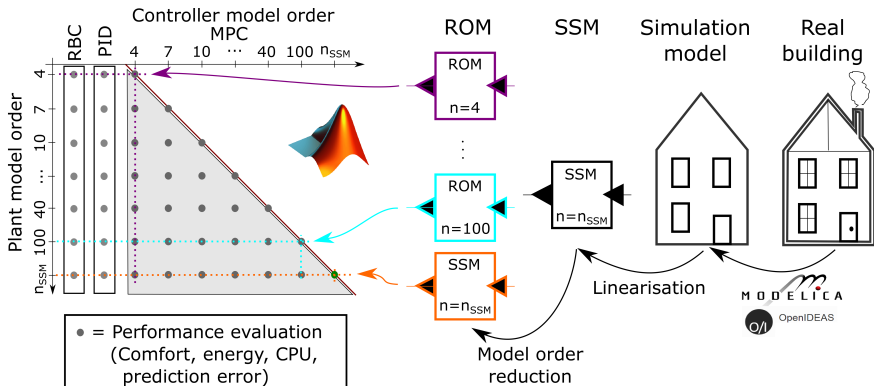 Controller model order
MPC
RBC
PID
4 7 10 ... 40 100 nSSM
Plant model order
4
7
10
...
40
100
nSSM
= Performance evaluation
(Comfort, energy, CPU,
prediction error)
ROM
ROM
n=4
...
ROM
n=100
SSM
n=nSSM
Model order
reduction
SSM
SSM
n=nSSM
Linearisation
Simulation
model
Real
building
MODELICA
O/I
OpenIDEAS